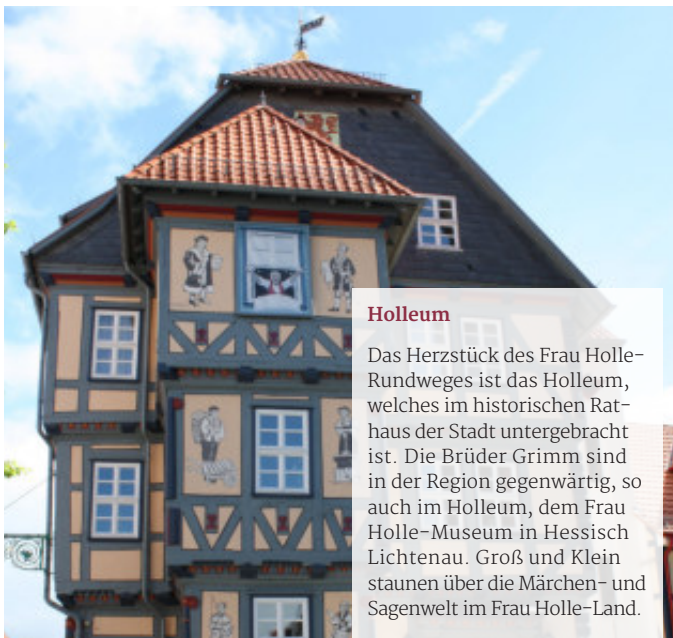 Holleum
Das Herzstück des Frau Holle-
Rundweges ist das Holleum,
welches im historischen Rat-
haus der Stadt untergebracht
ist. Die Brüder Grimm sind
in der Region gegenwärtig, so
auch im Holleum, dem Frau
Holle-Museum in Hessisch
Lichtenau. Groß und Klein
staunen über die Märchen- und
Sagenwelt im Frau Holle-Land.